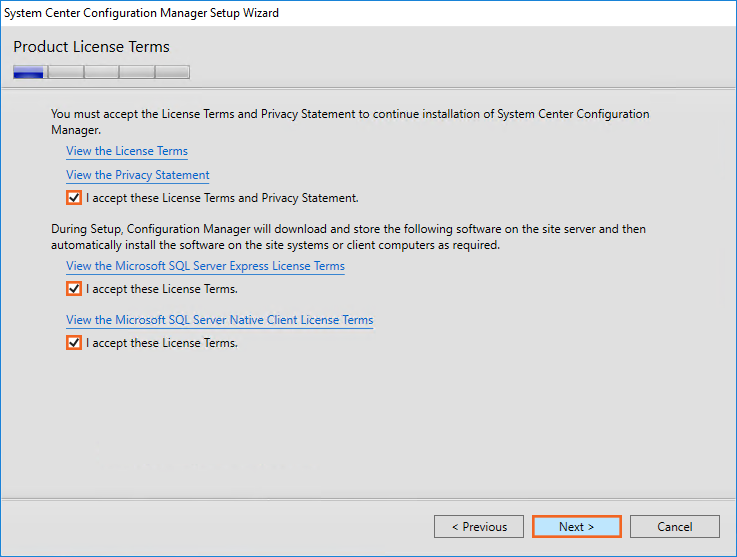 System Center Configuration Manager Setup Wizard
Product License Terms
You must accept the License Terms and Privacy Statement to continue installation of System Center Configuration
Manager.
View the License Terms
View the Privacy Statement
I accept these License Terms and Privacy Statement.
During Setup, Configuration Manager will download and store the following software on the site server and then
automatically install the software on the site systems or client computers as required.
View the Microsoft SQL Server Express License Terms
I accept these License Terms.
View the Microsoft SQL Server Native Client License Terms
I accept these License Terms.
< Previous Next > Cancel